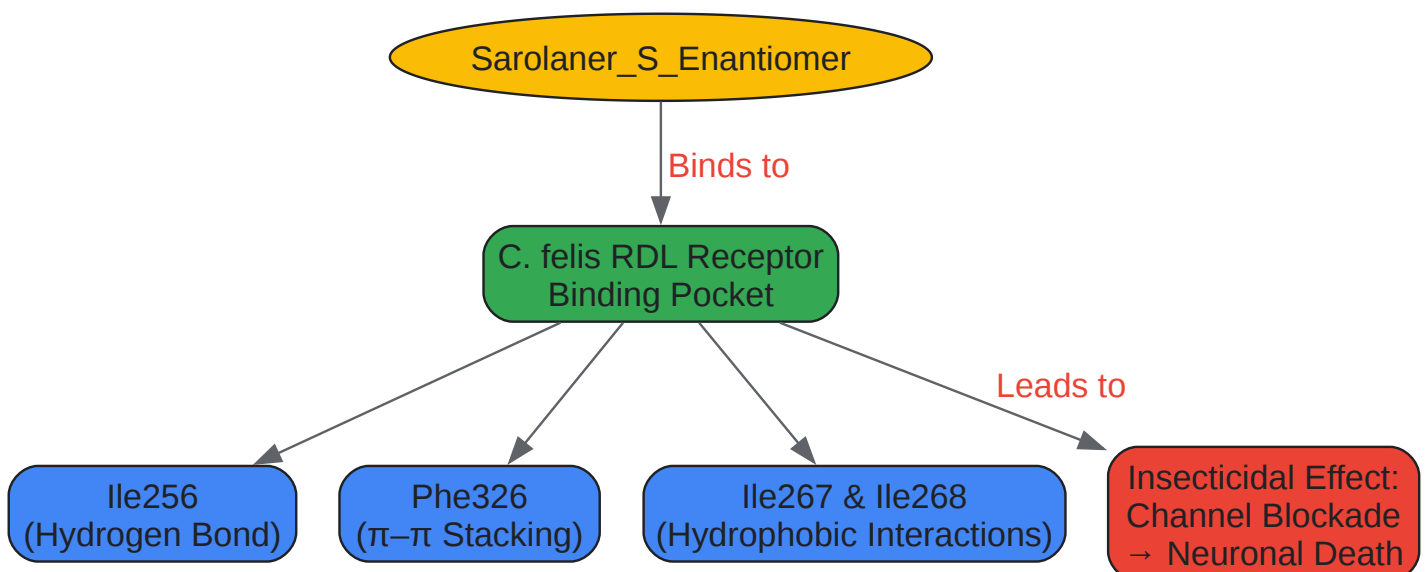 Sarolaner_S_Enantiomer
Binds to
C. felis RDL Receptor
Binding Pocket
Leads to
Ile256
(Hydrogen Bond)
Phe326
(π–π Stacking)
Ile267 & Ile268
(Hydrophobic Interactions)
Insecticidal Effect:
Channel Blockade
→ Neuronal Death